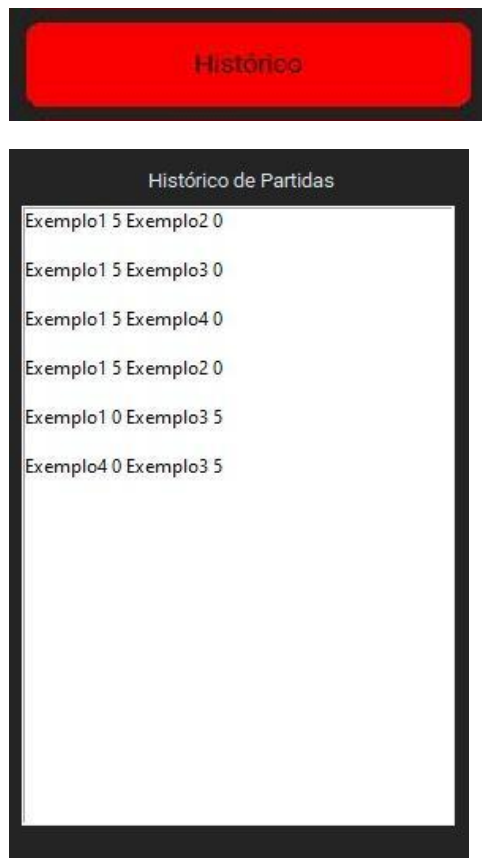 Histórico
Histórico de Partidas
Exemplo1 5 Exemplo2 0
Exemplo1 5 Exemplo3 0
Exemplo1 5 Exemplo4 0
Exemplo1 5 Exemplo2 0
Exemplo1 0 Exemplo3 5
Exemplo4 0 Exemplo3 5